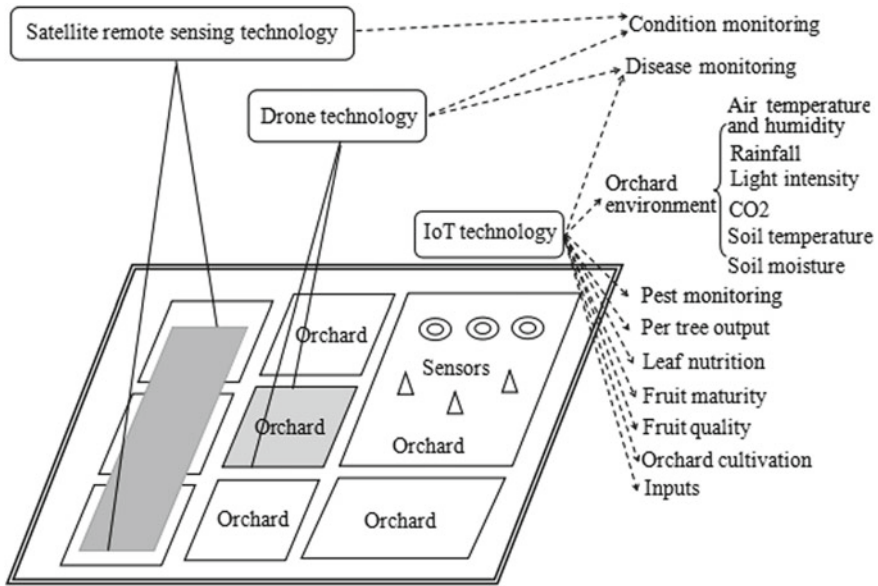 Satellite remote sensing technology
Condition monitoring
Disease monitoring
Drone technology
Air temperature
and humidity
Rainfall
Orchard
environment
Light intensity
CO2
IoT technology
Soil temperature
Soil moisture
Pest monitoring
Per tree output
Orchard
Sensors
Leaf nutrition
Fruit maturity
Orchard
Fruit quality
Orchard
Orchard cultivation
Inputs
Orchard
Orchard